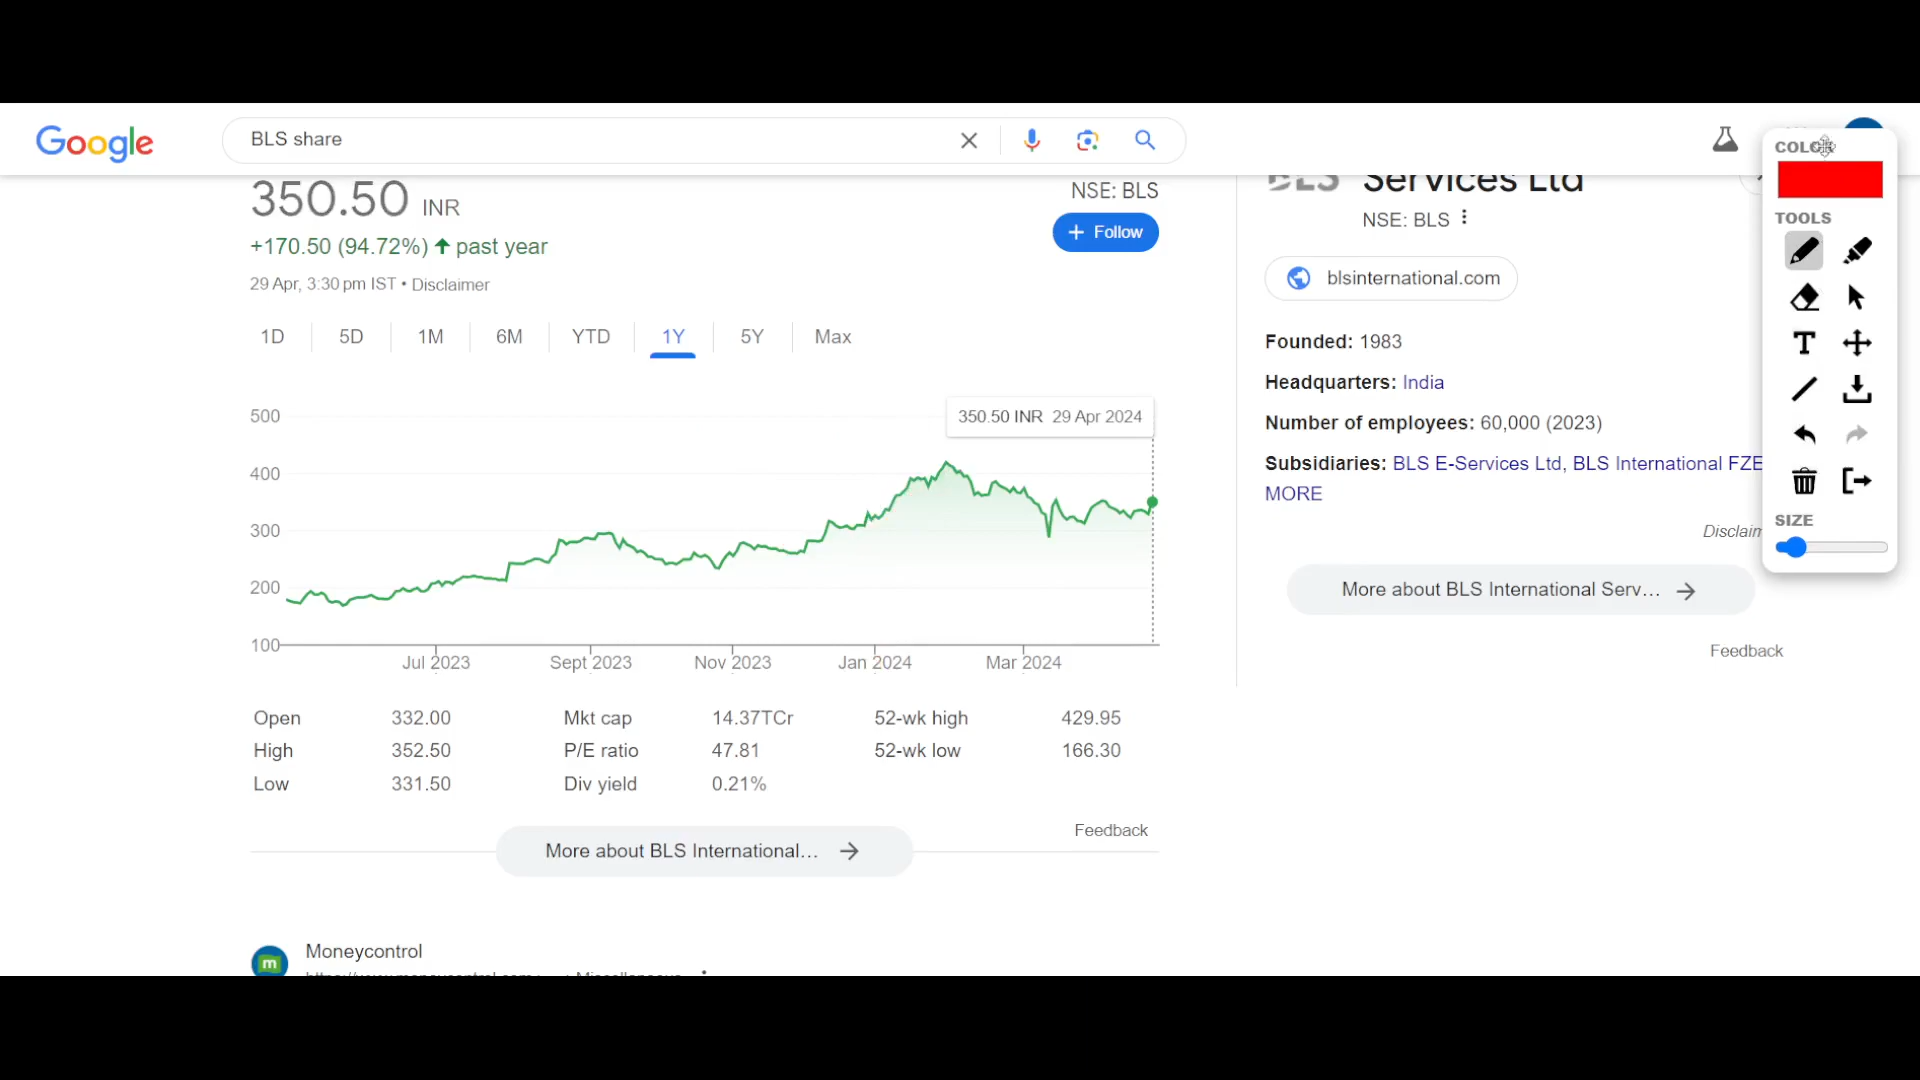 Google
BLS share
350.50 INR
NSE: BLS
+ Follow
+170.50 (94.72%) ↑ past year
29 Apr, 3:30 pm IST • Disclaimer
1D 5D 1M 6M YTD 1Y 5Y Max
350.50 INR 29 Apr 2024
500
400
300
200
100
Jul 2023 Sept 2023 Nov 2023 Jan 2024 Mar 2024
Open 332.00 Mkt cap 14.37TCr 52-wk high 429.95
High 352.50 P/E ratio 47.81 52-wk low 166.30
Low 331.50 Div yield 0.21%
Feedback
More about BLS International... →
m
Moneycontrol
BLS Services Ltd
NSE: BLS
blsinternational.com
Founded: 1983
Headquarters: India
Number of employees: 60,000 (2023)
Subsidiaries: BLS E-Services Ltd, BLS International FZE
MORE
Disclaim
More about BLS International Serv... →
Feedback
COLOR
TOOLS
T
SIZE